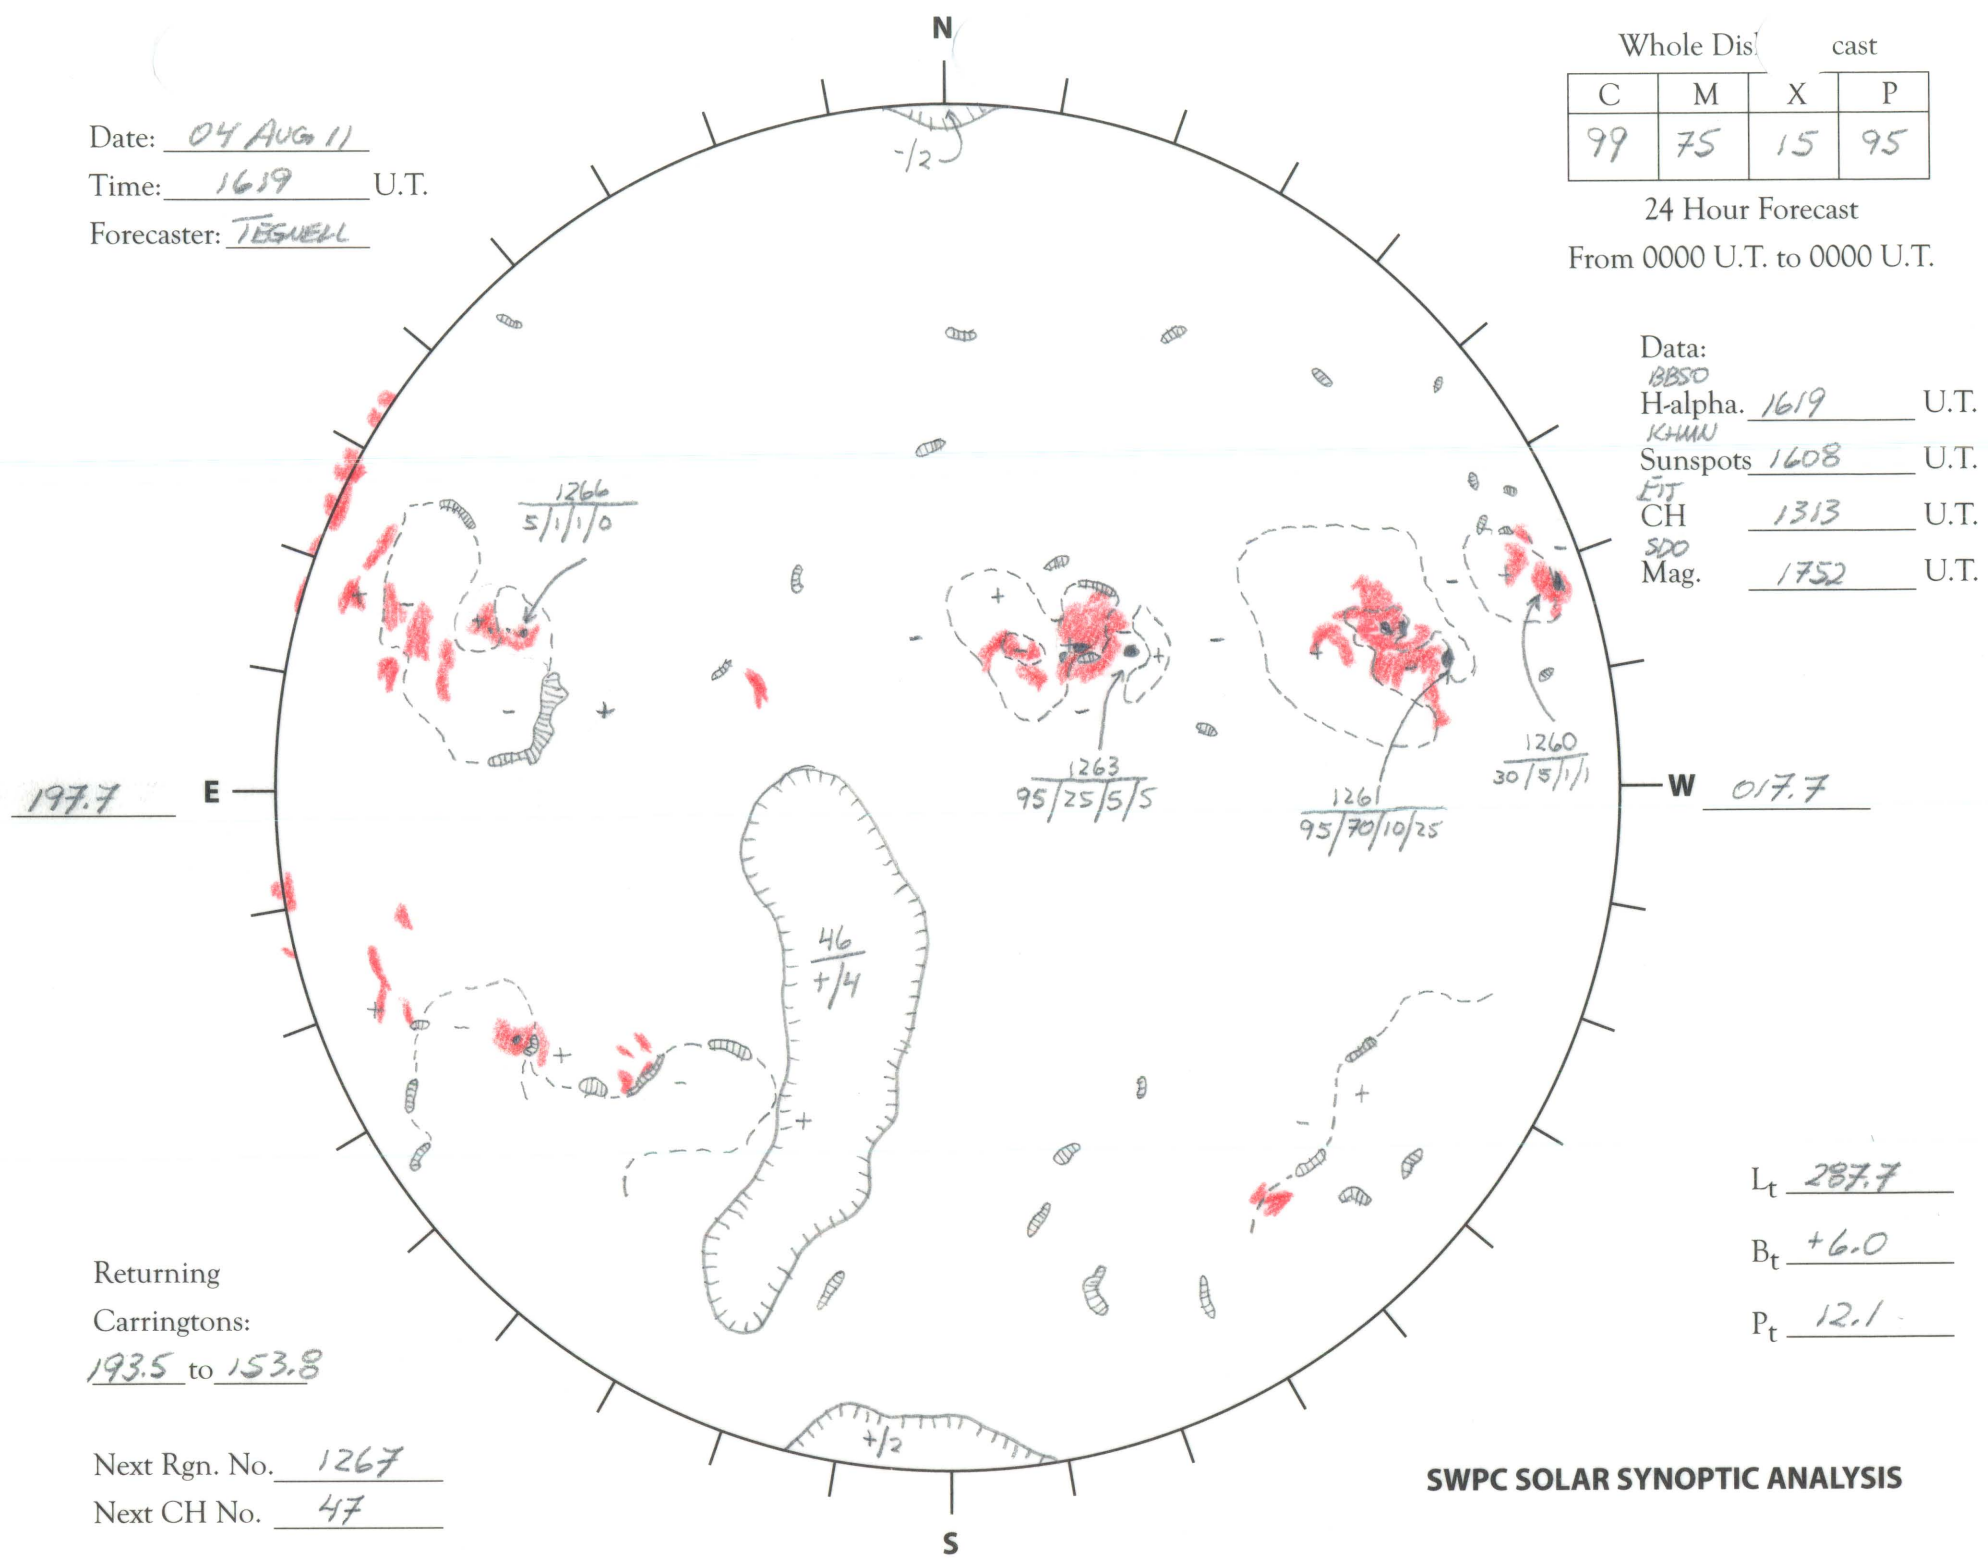 N
Whole Dis cast
C M X P
99 75 15 95
24 Hour Forecast
From 0000 U.T. to 0000 U.T.
Date: 04 AUG 11
Time: 1619 U.T.
Forecaster: TEGNELL
-/2
Data:
BBSO
H-alpha. 1619 U.T.
KHMN
Sunspots 1608 U.T.
EIT
CH 1313 U.T.
SDO
Mag. 1752 U.T.
1266
5/1/1/0
1263
95/25/5/5
1261
95/70/10/25
1260
30/5/1/1
197.7 E
W 017.7
46
+/4
Lt 287.7
Bt +6.0
Pt 12.1
Returning
Carringtons:
193.5 to 153.8
+/2
Next Rgn. No. 1267
Next CH No. 47
SWPC SOLAR SYNOPTIC ANALYSIS
S